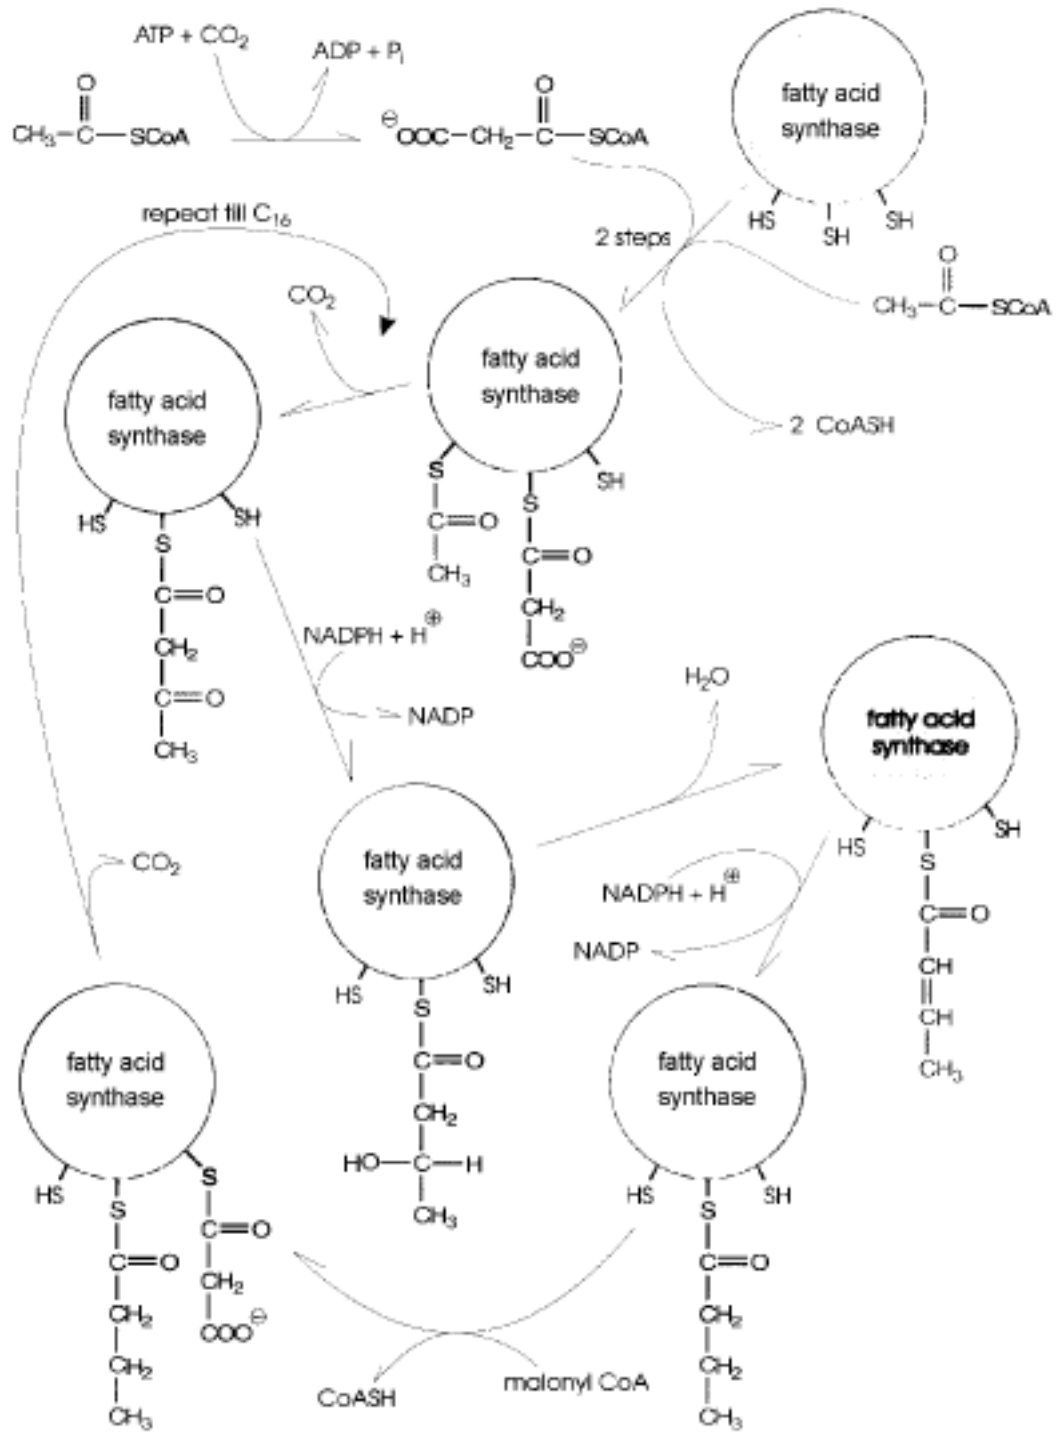 ATP + CO₂
ADP + Pᵢ
CH₃—C—SCoA
O
⊖OOC—CH₂—C—SCoA
O
fatty acid
synthase
HS
SH
SH
repeat till C₁₆
2 steps
O
CH₃—C—SCoA
CO₂
fatty acid
synthase
2 CoASH
fatty acid
synthase
S
SH
S
C=O
CH₃
C=O
CH₂
COO⊖
HS
SH
S
C=O
CH₂
C=O
CH₃
NADPH + H⊕
NADP
H₂O
fatty acid
synthase
HS
SH
S
C=O
CH
CH
CH₃
CO₂
fatty acid
synthase
NADPH + H⊕
NADP
HS
SH
S
C=O
CH₂
HO—C—H
CH₃
fatty acid
synthase
HS
S
S
C=O
CH₂
COO⊖
C=O
CH₂
CH₂
CH₃
fatty acid
synthase
HS
SH
S
C=O
CH₂
CH₂
CH₃
CoASH
malonyl CoA